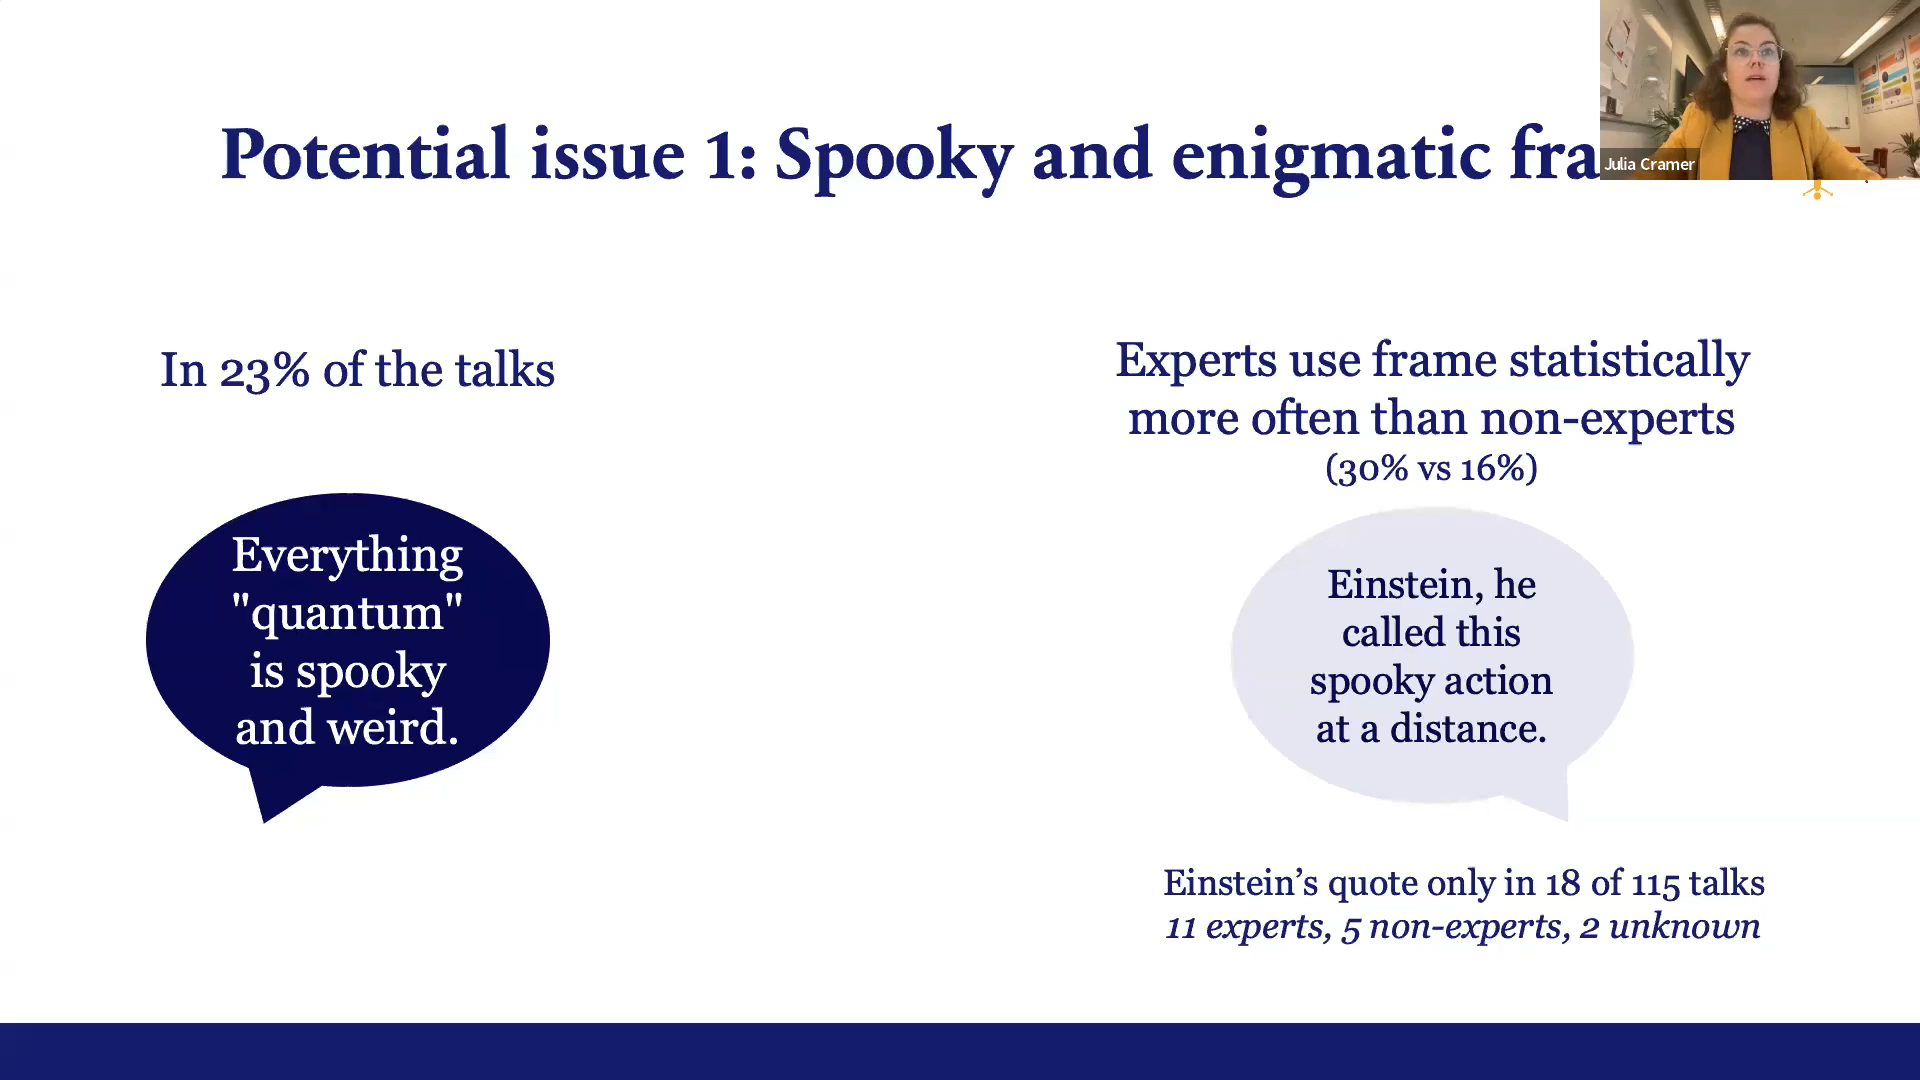 Potential issue 1: Spooky and enigmatic
Julia Cramer
In 23% of the talks
Everything
"quantum"
is spooky
and weird.
Experts use frame statistically
more often than non-experts
(30% vs 16%)
Einstein, he
called this
spooky action
at a distance.
Einstein’s quote only in 18 of 115 talks
11 experts, 5 non-experts, 2 unknown